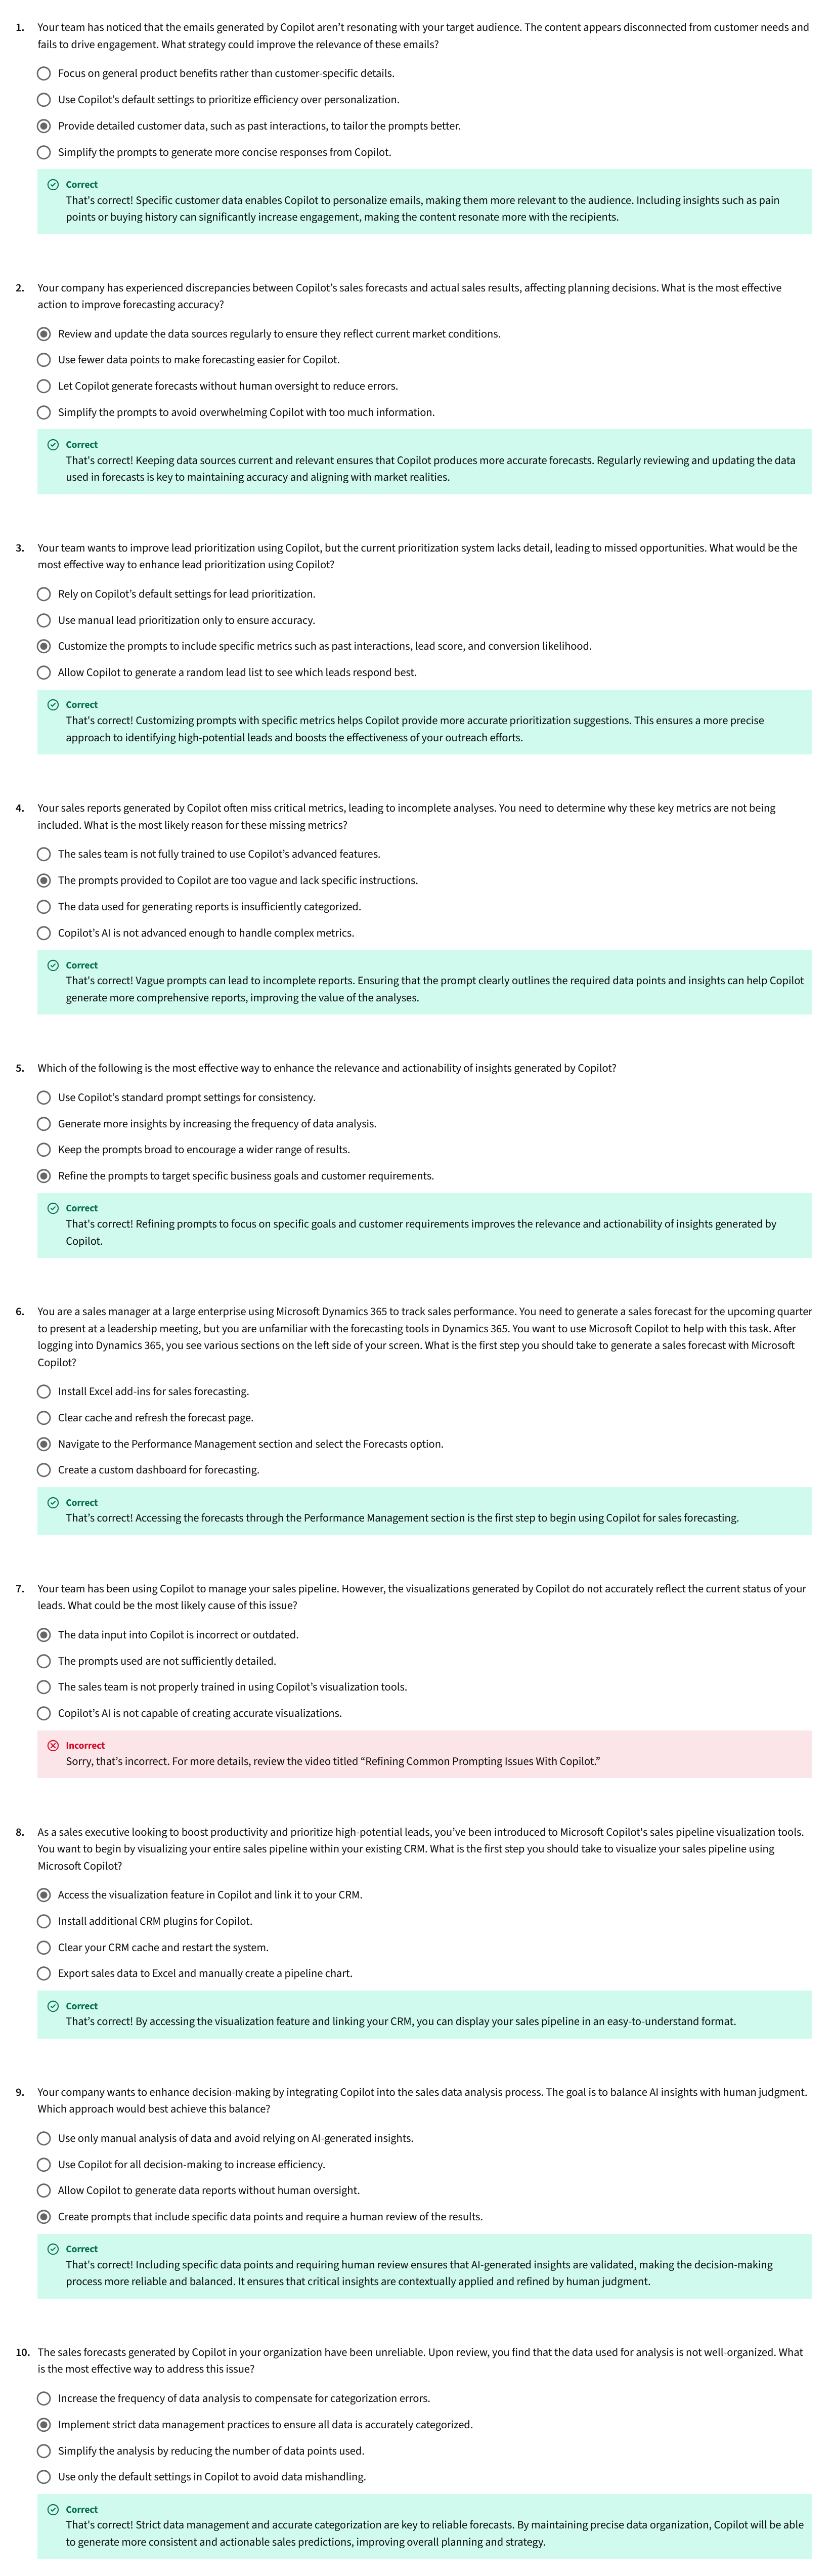 1. Your team has noticed that the emails generated by Copilot aren't resonating with your target audience. The content appears disconnected from customer needs and
fails to drive engagement. What strategy could improve the relevance of these emails?
Focus on general product benefits rather than customer-specific details.
Use Copilot's default settings to prioritize efficiency over personalization.
Provide detailed customer data, such as past interactions, to tailor the prompts better.
Simplify the prompts to generate more concise responses from Copilot.
Correct
That's correct! Specific customer data enables Copilot to personalize emails, making them more relevant to the audience. Including insights such as pain
points or buying history can significantly increase engagement, making the content resonate more with the recipients.
2. Your company has experienced discrepancies between Copilot's sales forecasts and actual sales results, affecting planning decisions. What is the most effective
action to improve forecasting accuracy?
Review and update the data sources regularly to ensure they reflect current market conditions.
Use fewer data points to make forecasting easier for Copilot.
Let Copilot generate forecasts without human oversight to reduce errors.
Simplify the prompts to avoid overwhelming Copilot with too much information.
Correct
That's correct! Keeping data sources current and relevant ensures that Copilot produces more accurate forecasts. Regularly reviewing and updating the data
used in forecasts is key to maintaining accuracy and aligning with market realities.
3. Your team wants to improve lead prioritization using Copilot, but the current prioritization system lacks detail, leading to missed opportunities. What would be the
most effective way to enhance lead prioritization using Copilot?
Rely on Copilot's default settings for lead prioritization.
Use manual lead prioritization only to ensure accuracy.
Customize the prompts to include specific metrics such as past interactions, lead score, and conversion likelihood.
Allow Copilot to generate a random lead list to see which leads respond best.
Correct
That's correct! Customizing prompts with specific metrics helps Copilot provide more accurate prioritization suggestions. This ensures a more precise
approach to identifying high-potential leads and boosts the effectiveness of your outreach efforts.
4. Your sales reports generated by Copilot often miss critical metrics, leading to incomplete analyses. You need to determine why these key metrics are not being
included. What is the most likely reason for these missing metrics?
The sales team is not fully trained to use Copilot's advanced features.
The prompts provided to Copilot are too vague and lack specific instructions.
The data used for generating reports is insufficiently categorized.
Copilot's AI is not advanced enough to handle complex metrics.
Correct
That's correct! Vague prompts can lead to incomplete reports. Ensuring that the prompt clearly outlines the required data points and insights can help Copilot
generate more comprehensive reports, improving the value of the analyses.
5. Which of the following is the most effective way to enhance the relevance and actionability of insights generated by Copilot?
Use Copilot's standard prompt settings for consistency.
Generate more insights by increasing the frequency of data analysis.
Keep the prompts broad to encourage a wider range of results.
Refine the prompts to target specific business goals and customer requirements.
Correct
That's correct! Refining prompts to focus on specific goals and customer requirements improves the relevance and actionability of insights generated by
Copilot.
6. You are a sales manager at a large enterprise using Microsoft Dynamics 365 to track sales performance. You need to generate a sales forecast for the upcoming quarter
to present at a leadership meeting, but you are unfamiliar with the forecasting tools in Dynamics 365. You want to use Microsoft Copilot to help with this task. After
logging into Dynamics 365, you see various sections on the left side of your screen. What is the first step you should take to generate a sales forecast with Microsoft
Copilot?
Install Excel add-ins for sales forecasting.
Clear cache and refresh the forecast page.
Navigate to the Performance Management section and select the Forecasts option.
Create a custom dashboard for forecasting.
Correct
That's correct! Accessing the forecasts through the Performance Management section is the first step to begin using Copilot for sales forecasting.
7. Your team has been using Copilot to manage your sales pipeline. However, the visualizations generated by Copilot do not accurately reflect the current status of your
leads. What could be the most likely cause of this issue?
The data input into Copilot is incorrect or outdated.
The prompts used are not sufficiently detailed.
The sales team is not properly trained in using Copilot's visualization tools.
Copilot's AI is not capable of creating accurate visualizations.
Incorrect
Sorry, that's incorrect. For more details, review the video titled “Refining Common Prompting Issues With Copilot.”
8. As a sales executive looking to boost productivity and prioritize high-potential leads, you've been introduced to Microsoft Copilot's sales pipeline visualization tools.
You want to begin by visualizing your entire sales pipeline within your existing CRM. What is the first step you should take to visualize your sales pipeline using
Microsoft Copilot?
Access the visualization feature in Copilot and link it to your CRM.
Install additional CRM plugins for Copilot.
Clear your CRM cache and restart the system.
Export sales data to Excel and manually create a pipeline chart.
Correct
That's correct! By accessing the visualization feature and linking your CRM, you can display your sales pipeline in an easy-to-understand format.
9. Your company wants to enhance decision-making by integrating Copilot into the sales data analysis process. The goal is to balance AI insights with human judgment.
Which approach would best achieve this balance?
Use only manual analysis of data and avoid relying on AI-generated insights.
Use Copilot for all decision-making to increase efficiency.
Allow Copilot to generate data reports without human oversight.
Create prompts that include specific data points and require a human review of the results.
Correct
That's correct! Including specific data points and requiring human review ensures that AI-generated insights are validated, making the decision-making
process more reliable and balanced. It ensures that critical insights are contextually applied and refined by human judgment.
10. The sales forecasts generated by Copilot in your organization have been unreliable. Upon review, you find that the data used for analysis is not well-organized. What
is the most effective way to address this issue?
Increase the frequency of data analysis to compensate for categorization errors.
Implement strict data management practices to ensure all data is accurately categorized.
Simplify the analysis by reducing the number of data points used.
Use only the default settings in Copilot to avoid data mishandling.
Correct
That's correct! Strict data management and accurate categorization are key to reliable forecasts. By maintaining precise data organization, Copilot will be able
to generate more consistent and actionable sales predictions, improving overall planning and strategy.